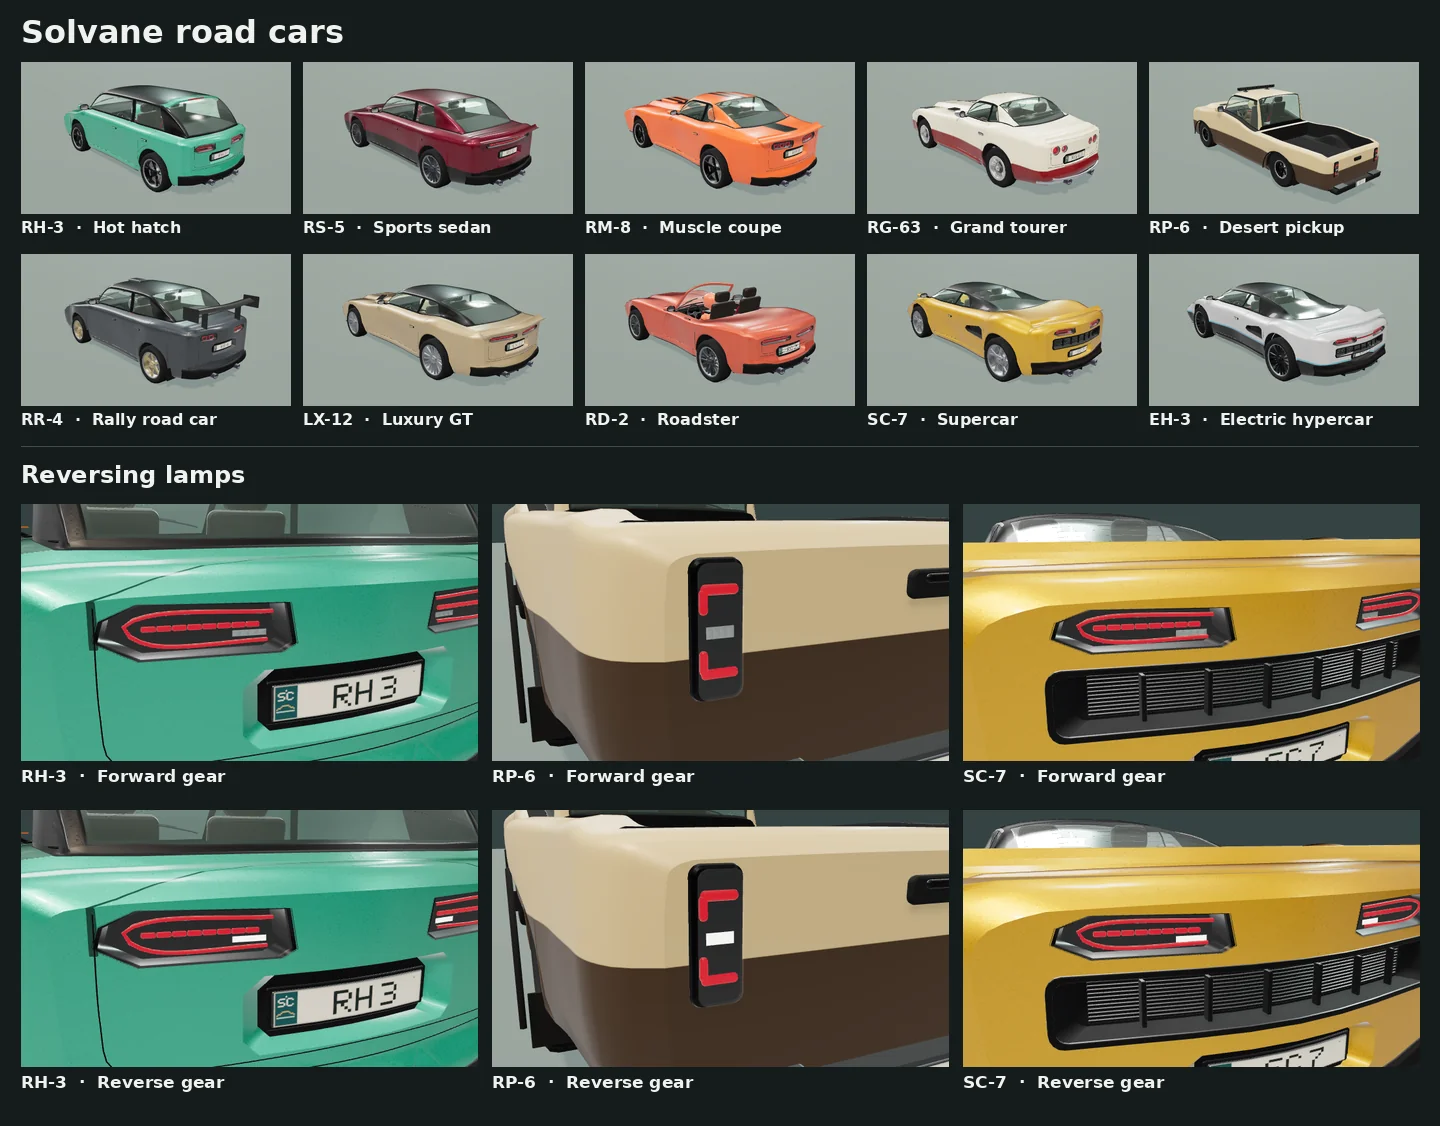 Solvane road cars
RH-3 · Hot hatch
RS-5 · Sports sedan
RM-8 · Muscle coupe
RG-63 · Grand tourer
RP-6 · Desert pickup
RR-4 · Rally road car
LX-12 · Luxury GT
RD-2 · Roadster
SC-7 · Supercar
EH-3 · Electric hypercar
Reversing lamps
SC
RH3
RH-3 · Forward gear
RP-6 · Forward gear
SC-7 · Forward gear
SC
RH3
RH-3 · Reverse gear
RP-6 · Reverse gear
SC-7 · Reverse gear